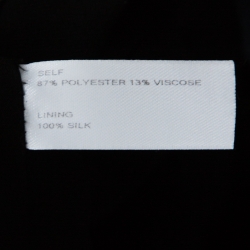 SELF
87% POLYESTER 13% VISCOSE
LINING
100% SILK